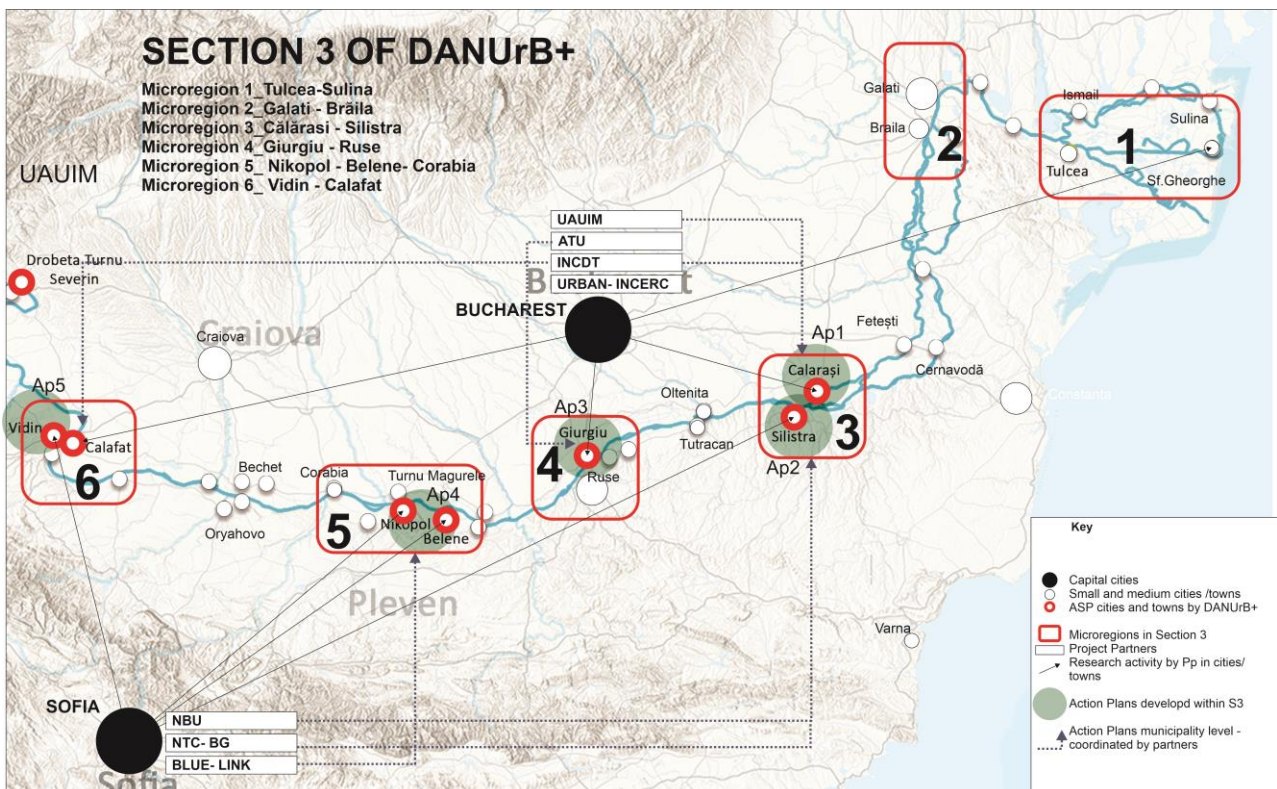 SECTION 3 OF DANUrB+
Microregion 1_Tulcea-Sulina
Microregion 2_Galati - Brăila
Microregion 3_Călărasi - Silistra
Microregion 4_Giurgiu - Ruse
Microregion 5_ Nikopol - Belene- Corabia
Microregion 6_ Vidin - Calafat
UAUIM
Galati
Braila
2
Ismail
Sulina
1
Tulcea
Sf.Gheorghe
UAUIM
ATU
INCDT
URBAN- INCERC
BUCHAREST
Drobeta Turnu
Severin
Craiova
Craiova
Fetești
Cernavodă
Constanta
Ap1
Calarași
Silistra
3
Ap2
Oltenita
Tutracan
Ap3
Giurgiu
4
Ruse
Ap5
Vidin
Calafat
6
Bechet
Oryahovo
Corabia
Turnu Magurele
Ap4
Nikopol
5
Belene
Pleven
Varna
SOFIA
Sofia
NBU
NTC- BG
BLUE- LINK
Key
Capital cities
Small and medium cities /towns
ASP cities and towns by DANUrB+
Microregions in Section 3
Project Partners
Research activity by Pp in cities/
towns
Action Plans developd within S3
Action Plans municipality level -
coordinated by partners